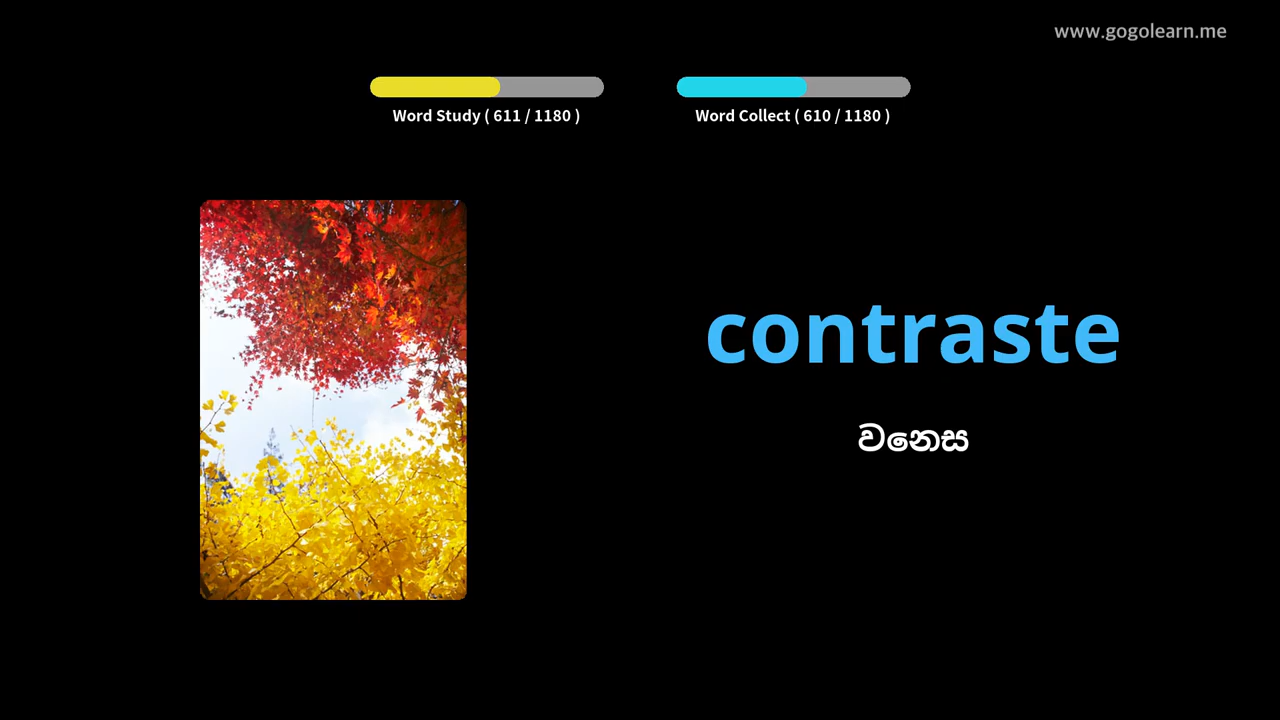 www.gogolearn.me
Word Study ( 611 / 1180 )
Word Collect ( 610 / 1180 )
contraste
වෙනස